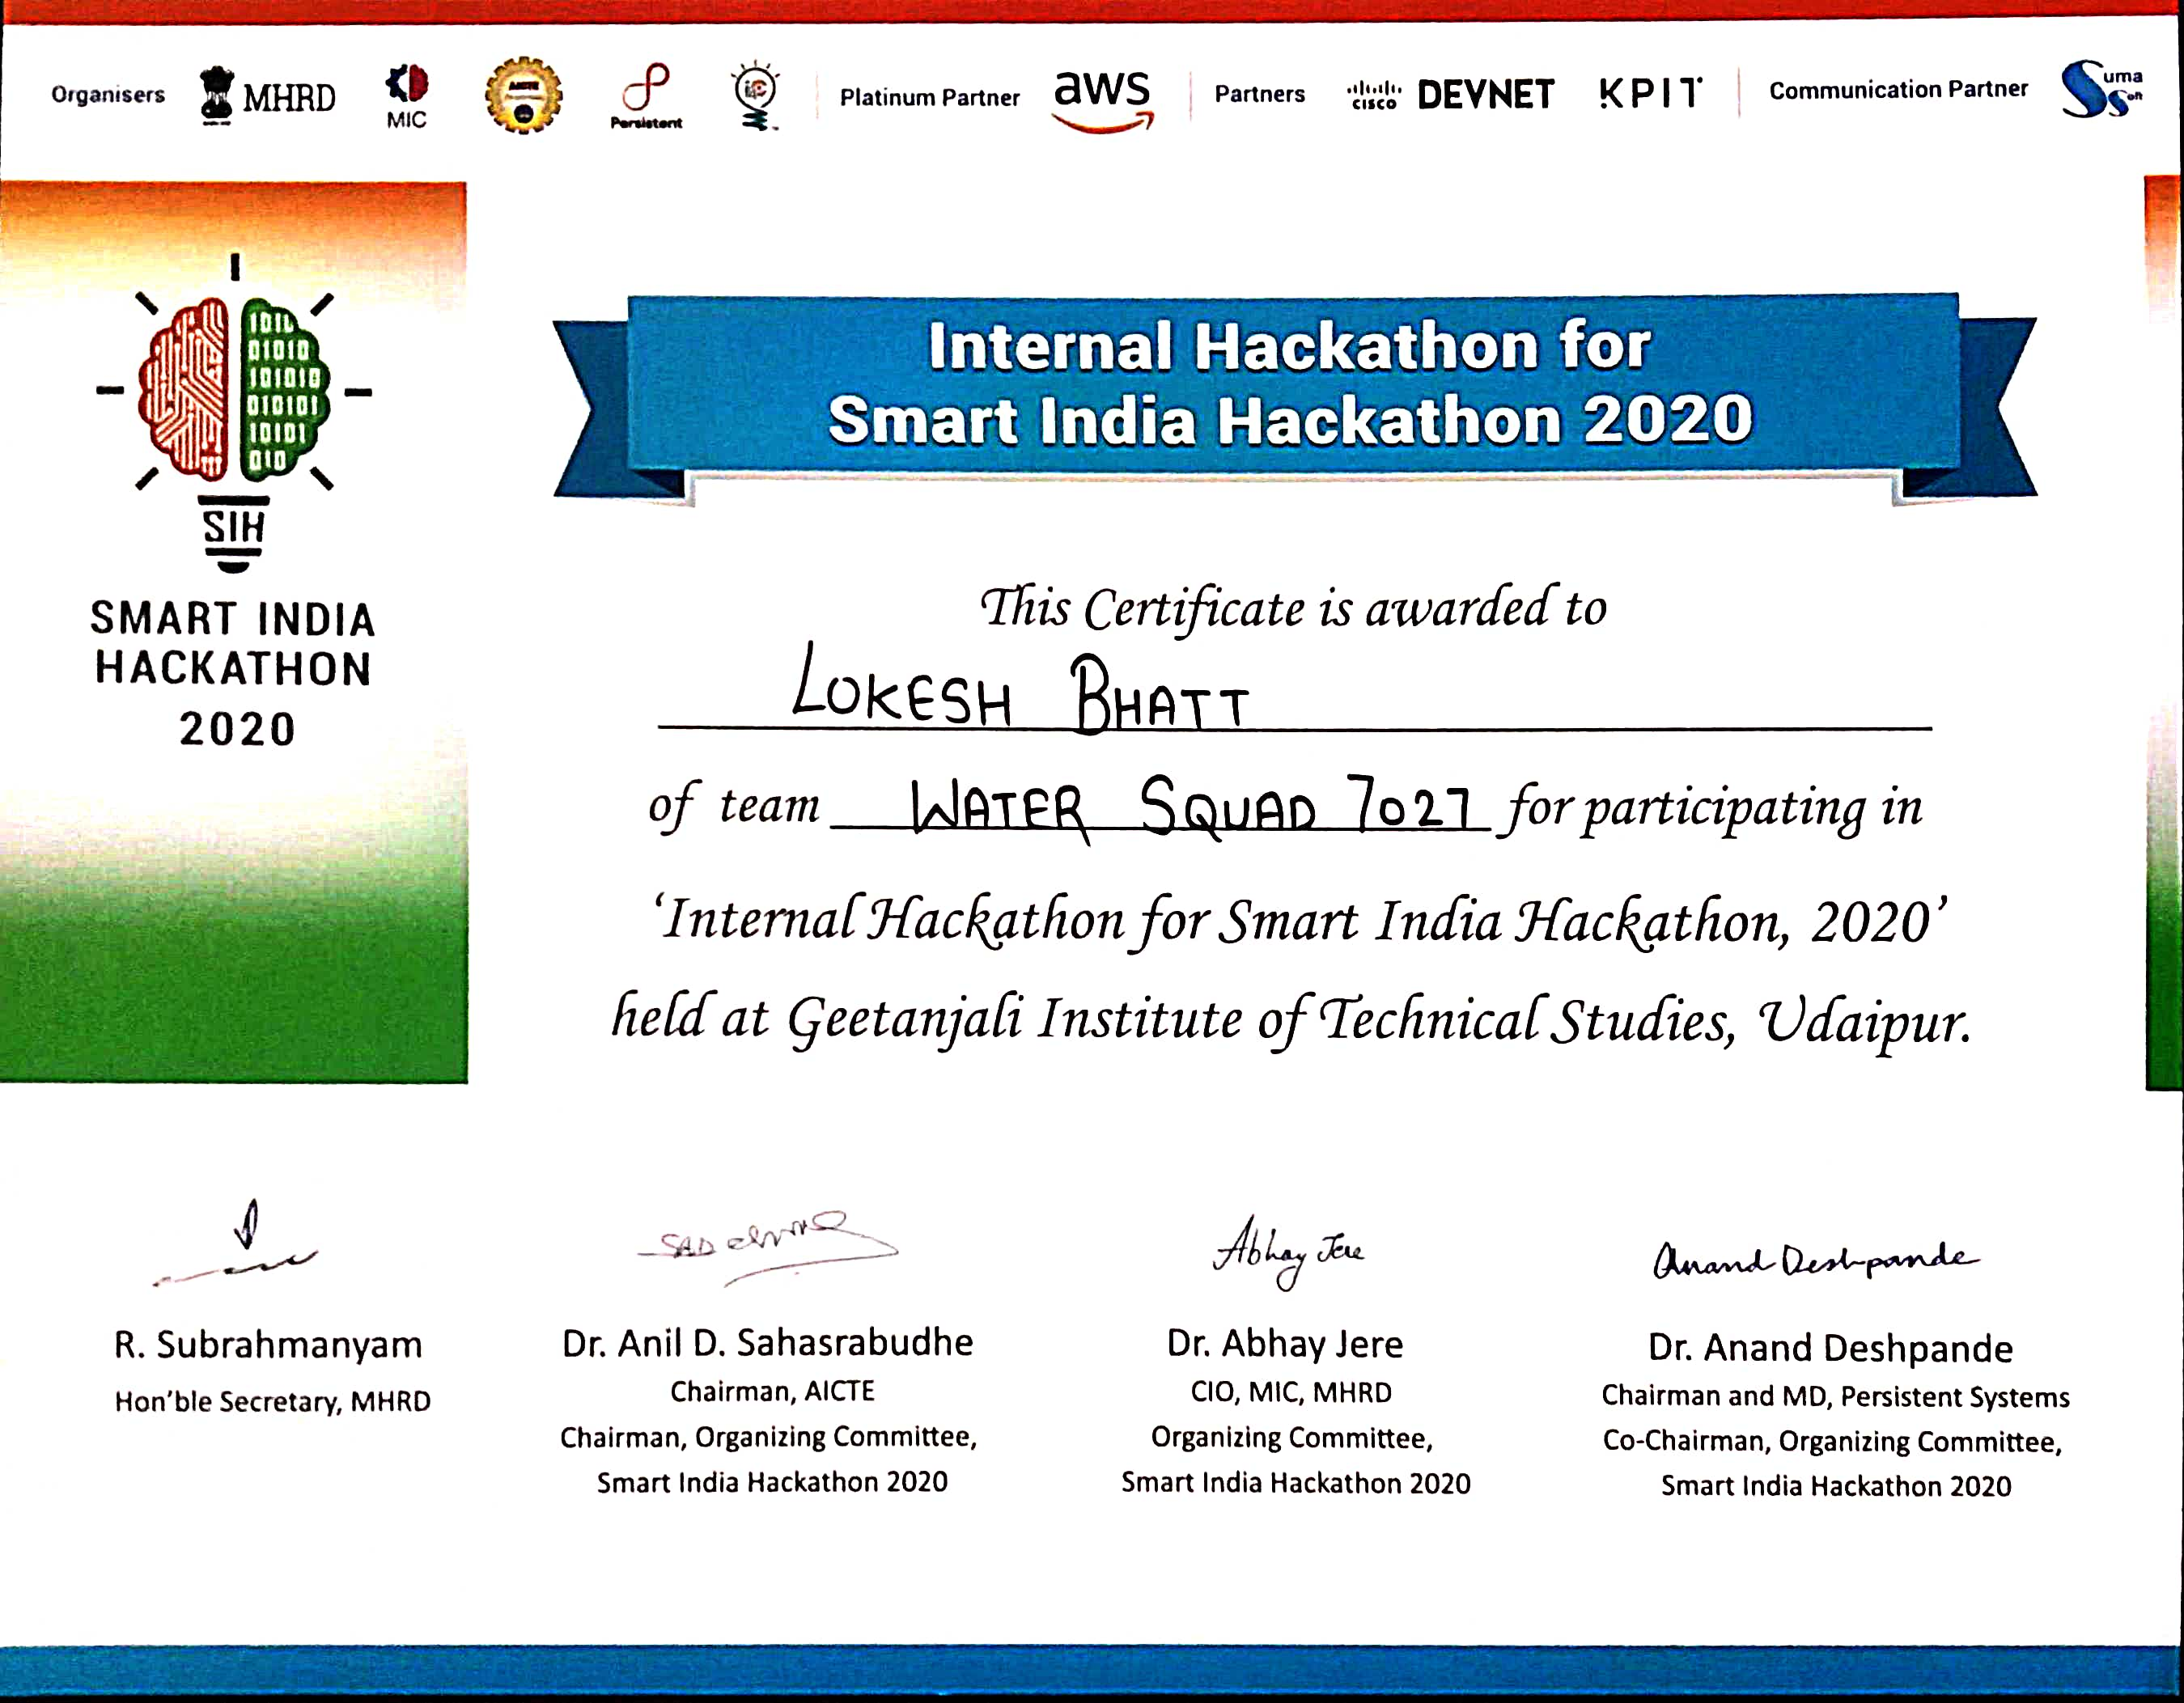 Organisers MHRD MIC AICTE Persistent i4C Platinum Partner aws Partners CISCO DEVNET KPIT Communication Partner Suma Soft
1011
01010
101010
010101
10101
010
SIH
SMART INDIA
HACKATHON
2020
Internal Hackathon for
Smart India Hackathon 2020
This Certificate is awarded to
LOKESH BHATT
of team WATER SQUAD 7027 for participating in
‘Internal Hackathon for Smart India Hackathon, 2020’
held at Geetanjali Institute of Technical Studies, Udaipur.
Abhay Jere
Anand Deshpande
R. Subrahmanyam
Hon'ble Secretary, MHRD
Dr. Anil D. Sahasrabudhe
Chairman, AICTE
Chairman, Organizing Committee,
Smart India Hackathon 2020
Dr. Abhay Jere
CIO, MIC, MHRD
Organizing Committee,
Smart India Hackathon 2020
Dr. Anand Deshpande
Chairman and MD, Persistent Systems
Co-Chairman, Organizing Committee,
Smart India Hackathon 2020